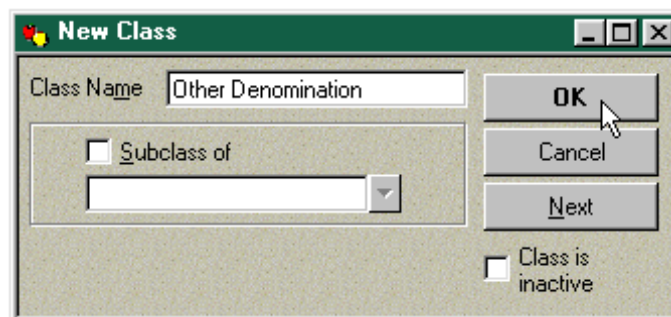 New Class
Class Name Other Denomination
OK
Subclass of
Cancel
Next
Class is
inactive